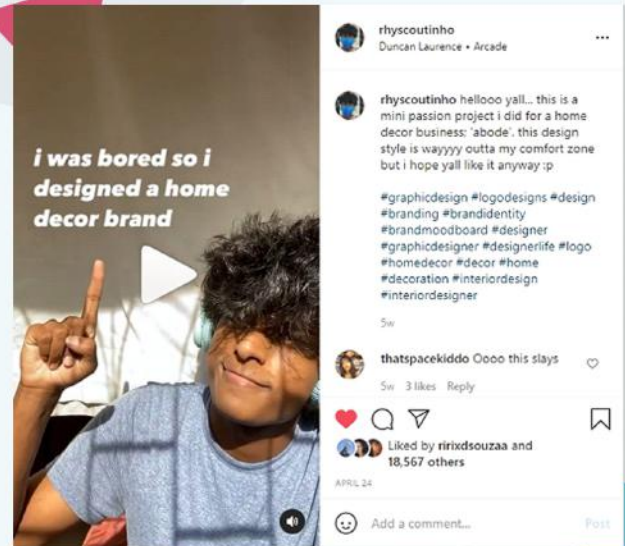 i was bored so i
designed a home
decor brand
rhyscoutinho
Duncan Laurence • Arcade
rhyscoutinho hellooo yall... this is a
mini passion project i did for a home
decor business; 'abode'. this design
style is wayyyy outta my comfort zone
but i hope yall like it anyway :p
#graphicdesign #logodesigns #design
#branding #brandidentity
#brandmoodboard #designer
#graphicdesigner #designerlife #logo
#homedecor #decor #home
#decoration #interiordesign
#interiordesigner
5w
thatspacekiddo Oooo this slays
5w 3 likes Reply
Liked by ririxdsouzaa and
18,567 others
APRIL 24
Add a comment... Post